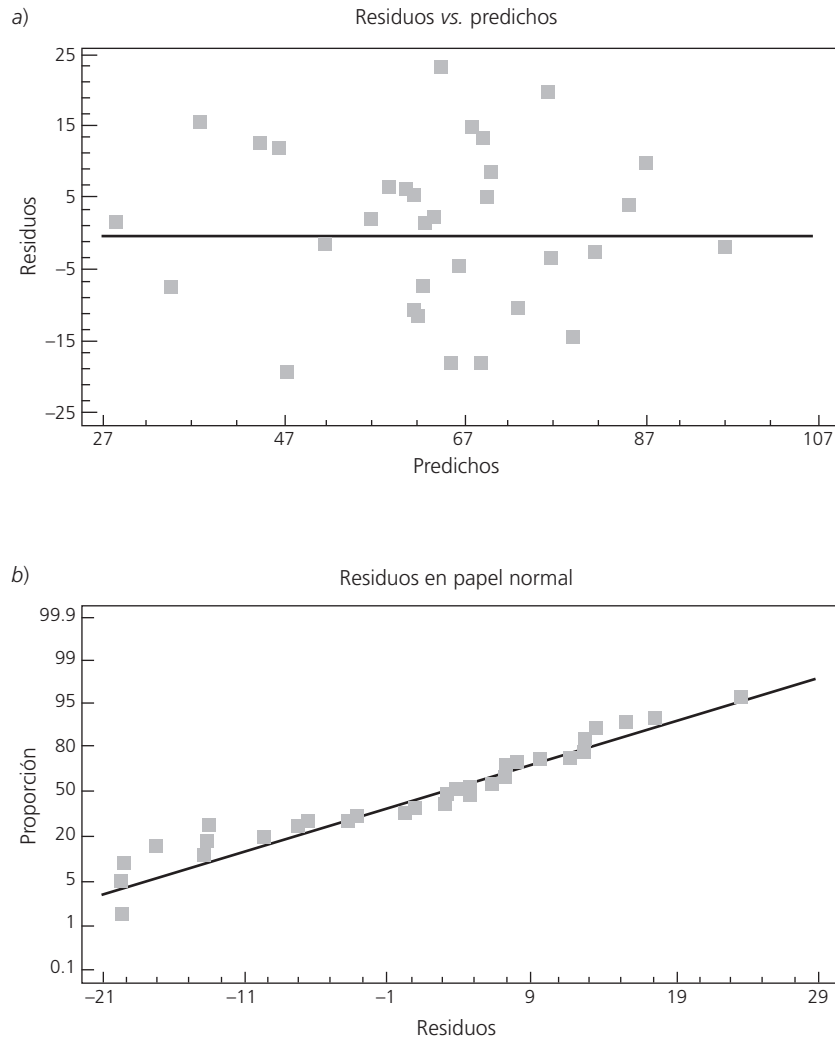 a)
Residuos vs. predichos
25
15
5
–5
–15
–25
Residuos
27 47 67 87 107
Predichos
b)
Residuos en papel normal
99.9
99
95
80
50
20
5
1
0.1
Proporción
–21 –11 –1 9 19 29
Residuos